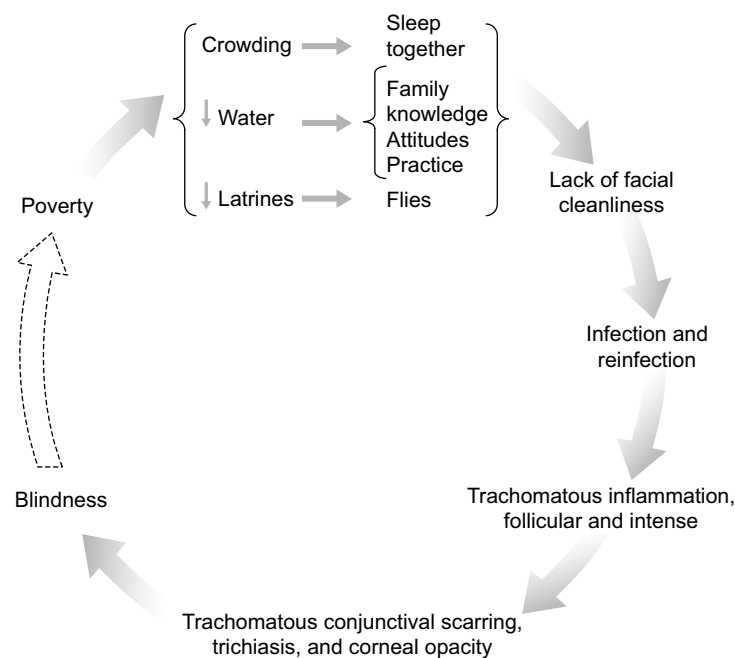 Crowding
Sleep
together
Water
Family
knowledge
Attitudes
Practice
Latrines
Flies
Lack of facial
cleanliness
Infection and
reinfection
Trachomatous inflammation,
follicular and intense
Trachomatous conjunctival scarring,
trichiasis, and corneal opacity
Blindness
Poverty